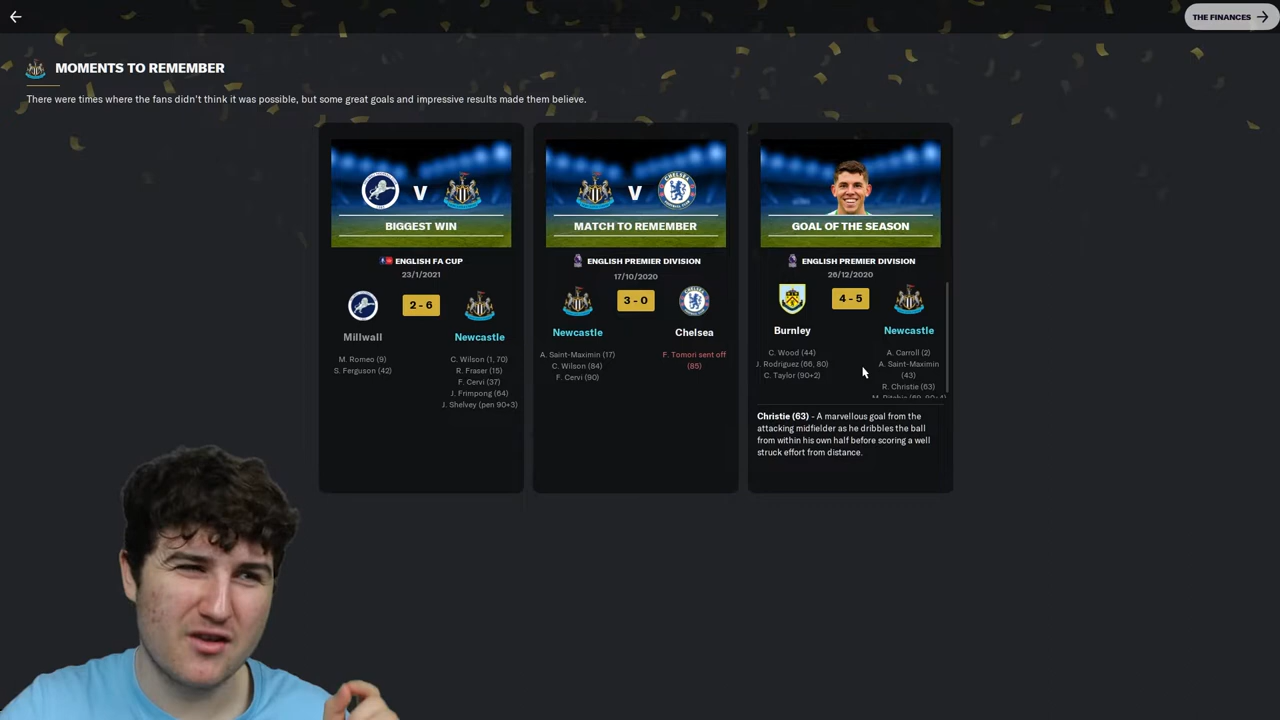 THE FINANCES
MOMENTS TO REMEMBER
There were times where the fans didn't think it was possible, but some great goals and impressive results made them believe.
V
BIGGEST WIN
ENGLISH FA CUP
23/1/2021
2 - 6
Millwall
Newcastle
M. Romeo (9)
S. Ferguson (42)
C. Wilson (1, 70)
R. Fraser (15)
F. Cervi (37)
J. Frimpong (64)
J. Shelvey (pen 90+3)
V
CHELSEA
MATCH TO REMEMBER
ENGLISH PREMIER DIVISION
17/10/2020
3 - 0
Newcastle
Chelsea
A. Saint-Maximin (17)
C. Wilson (84)
F. Cervi (90)
F. Tomori sent off
(85)
GOAL OF THE SEASON
ENGLISH PREMIER DIVISION
26/12/2020
4 - 5
Burnley
Newcastle
C. Wood (44)
J. Rodriguez (66, 80)
C. Taylor (90+2)
A. Carroll (2)
A. Saint-Maximin
(43)
R. Christie (63)
M. Ritchie (69, 90+4)
Christie (63) - A marvellous goal from the
attacking midfielder as he dribbles the ball
from within his own half before scoring a well
struck effort from distance.